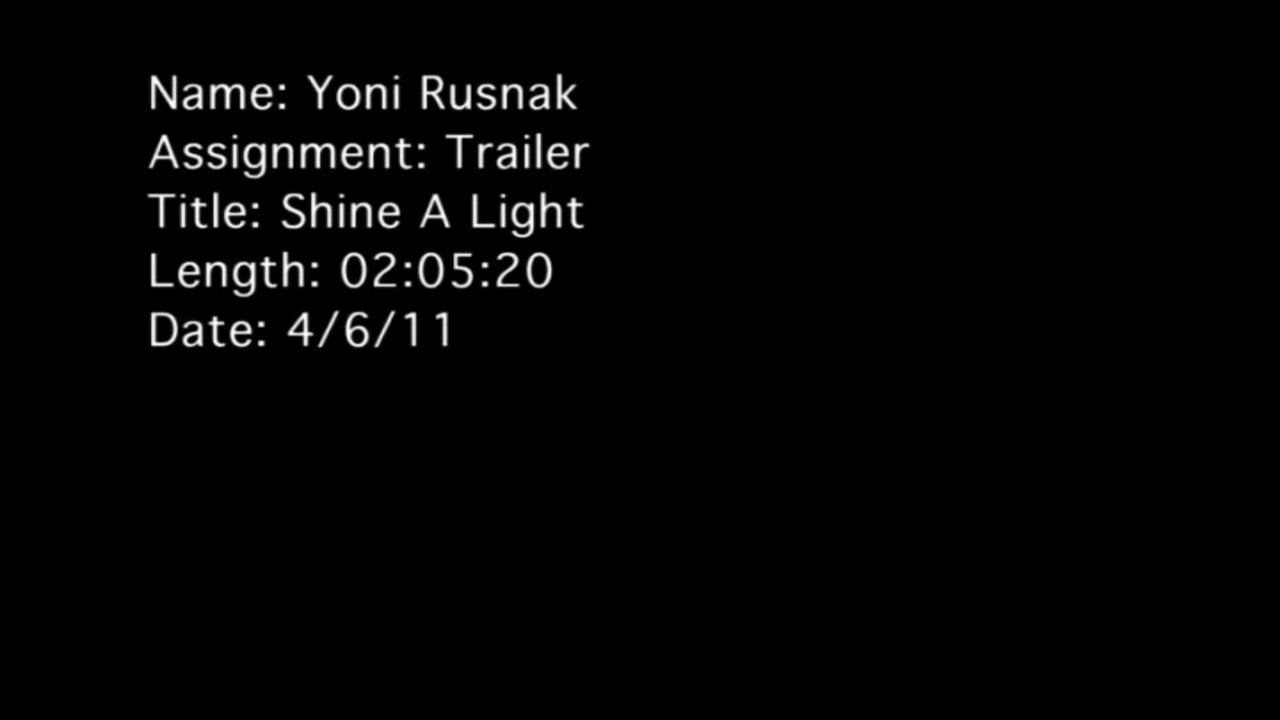 Name: Yoni Rusnak
Assignment: Trailer
Title: Shine A Light
Length: 02:05:20
Date: 4/6/11